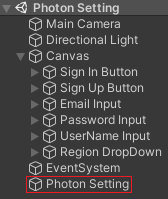 Photon Setting
Main Camera
Directional Light
Canvas
Sign In Button
Sign Up Button
Email Input
Password Input
UserName Input
Region DropDown
EventSystem
Photon Setting